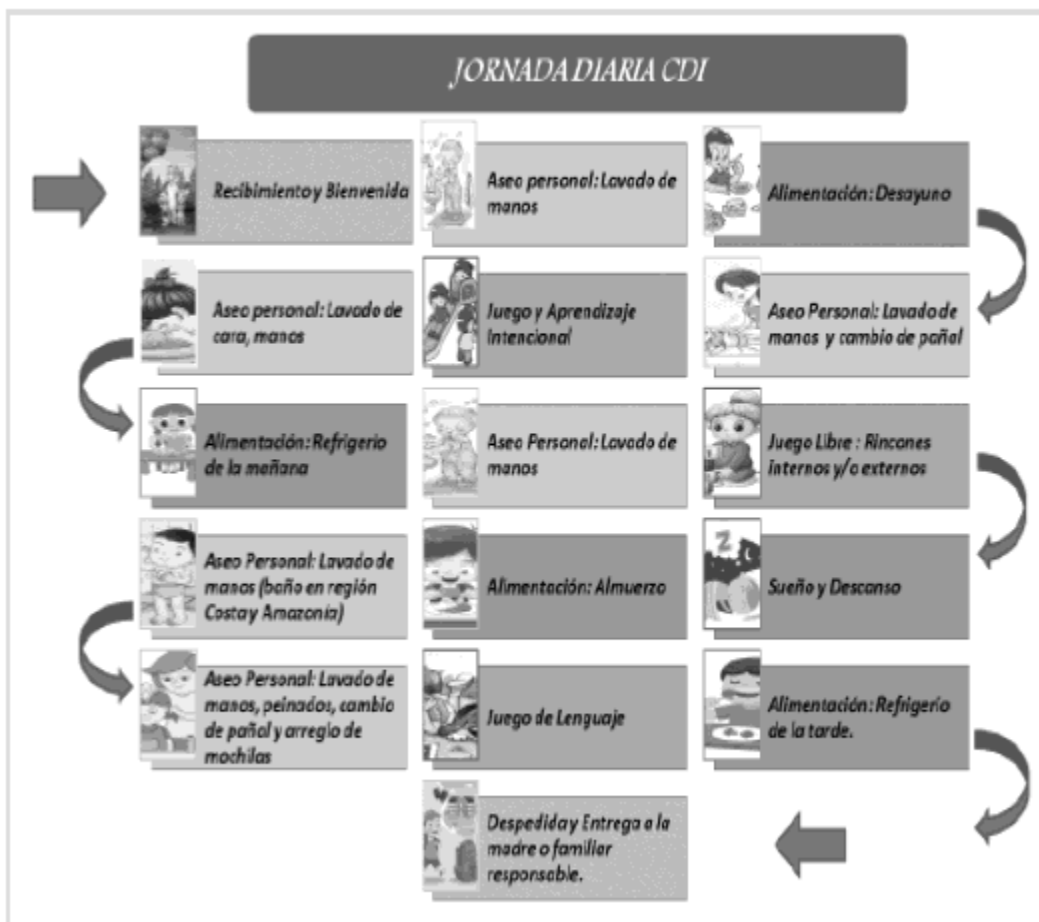 JORNADA DIARIA CDI
Recibimiento y Bienvenida
Aseo personal: Lavado de
manos
Alimentación: Desayuno
Aseo personal: Lavado de
cara, manos
Juego y Aprendizaje
Intencional
Aseo Personal: Lavado de
manos y cambio de pañal
Alimentación: Refrigerio
de la mañana
Aseo Personal: Lavado de
manos
Juego Libre : Rincones
internos y/o externos
Aseo Personal: Lavado de
manos (baño en región
Costa y Amazonía)
Alimentación: Almuerzo
Z
Sueño y Descanso
Aseo Personal: Lavado de
manos, peinados, cambio
de pañal y arreglo de
mochilas
Juego de Lenguaje
Alimentación: Refrigerio
de la tarde.
Despedida y Entrega a la
madre o familiar
responsable.